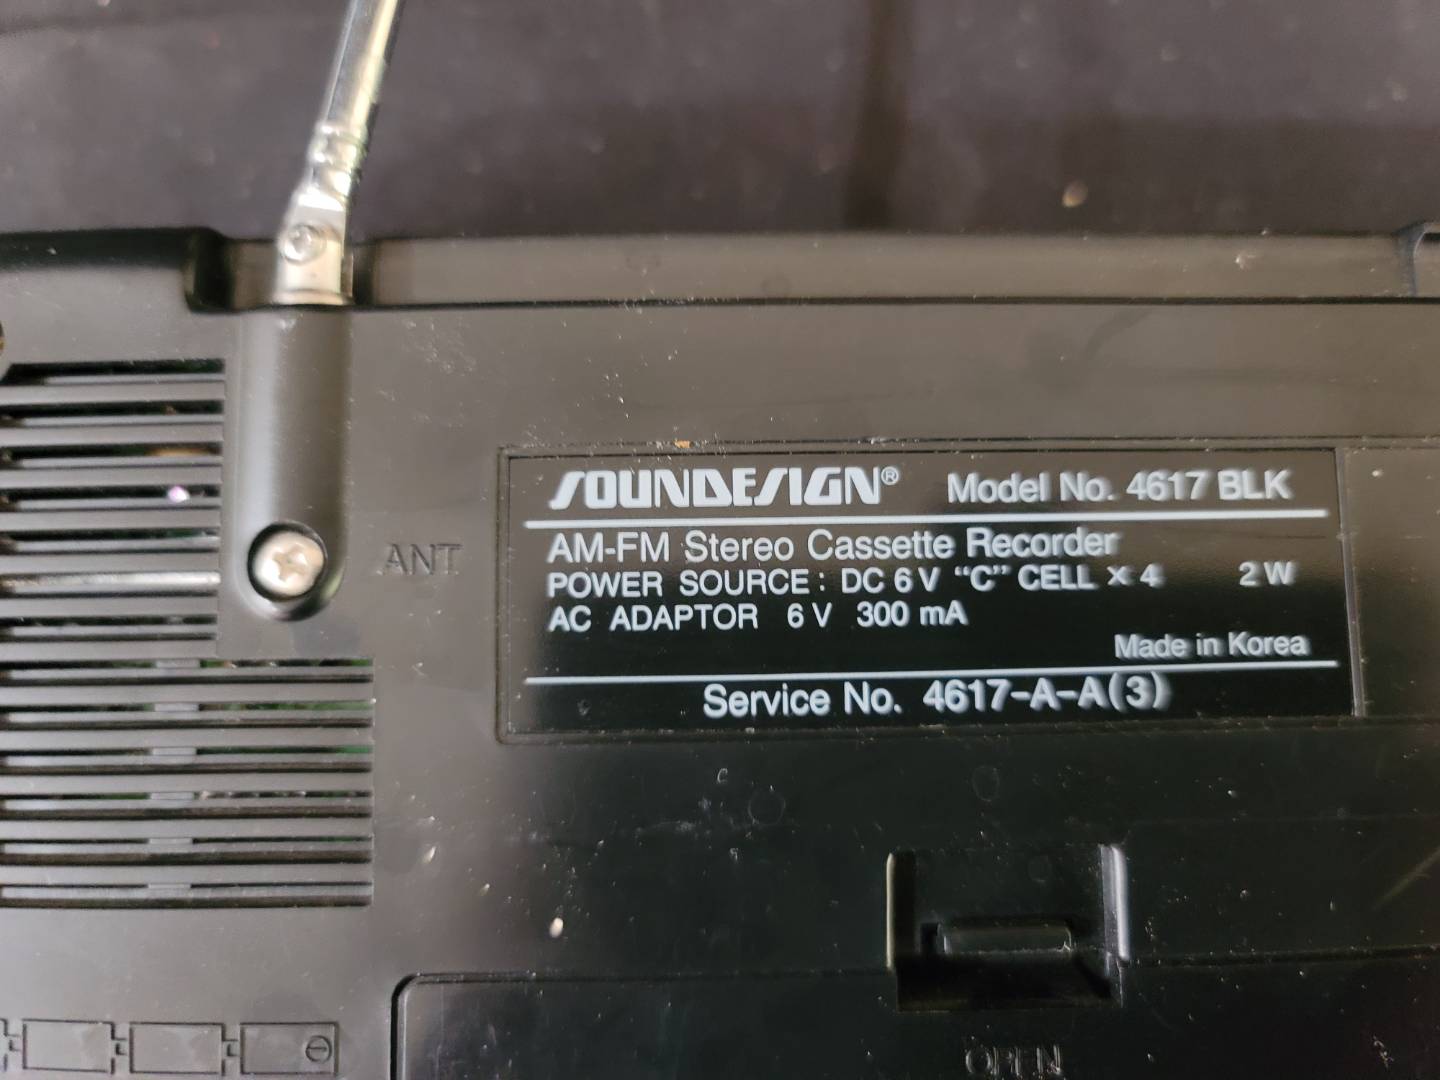 ANT.
SOUNDESIGN® Model No. 4617 BLK
AM-FM Stereo Cassette Recorder
POWER SOURCE: DC 6 V "C" CELL × 4 2 W
AC ADAPTOR 6 V 300 mA
Made in Korea
Service No. 4617-A-A(3)
OPEN